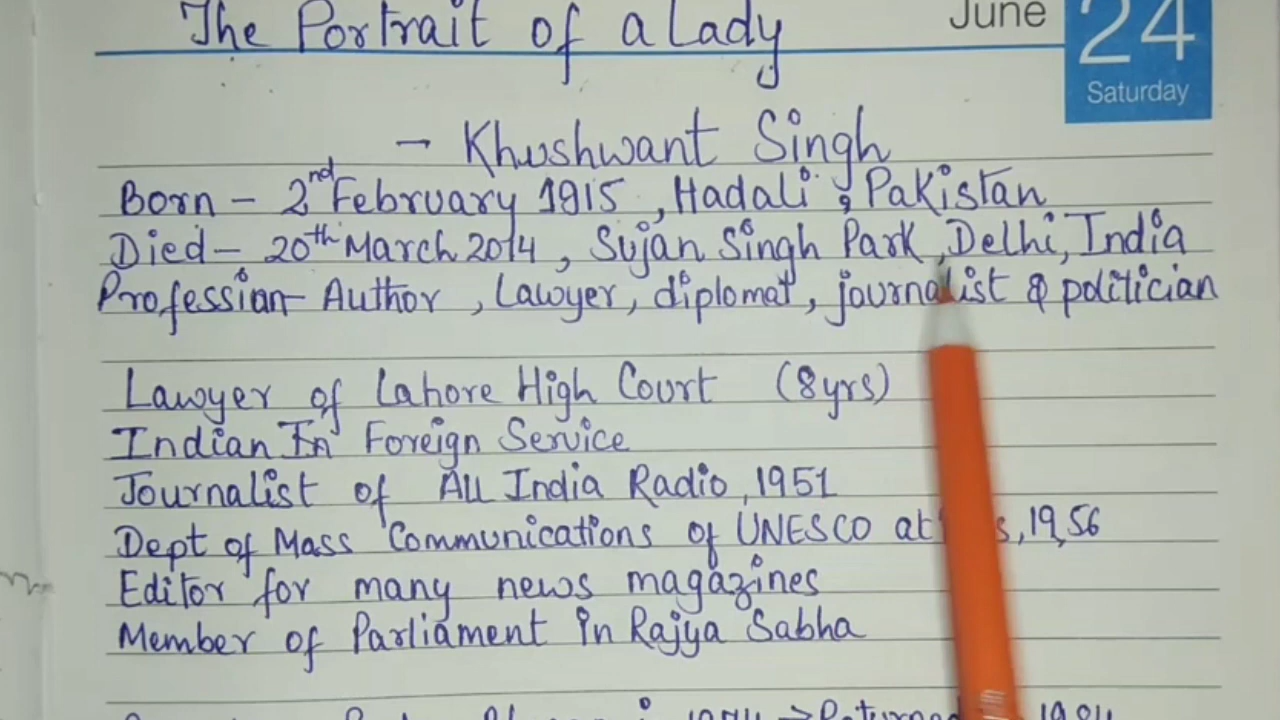 The Portrait of a Lady
June 24
Saturday
- Khushwant Singh
Born - 2nd February 1915, Hadali, Pakistan
Died - 20th March 2014, Sujan Singh Park, Delhi, India
Profession - Author, Lawyer, diplomat, journalist & politician
Lawyer of Lahore High Court (8yrs)
Indian In Foreign Service
Journalist of All India Radio, 1951
Dept of Mass Communications of UNESCO at 1956
Editor for many news magazines
Member of Parliament in Rajya Sabha